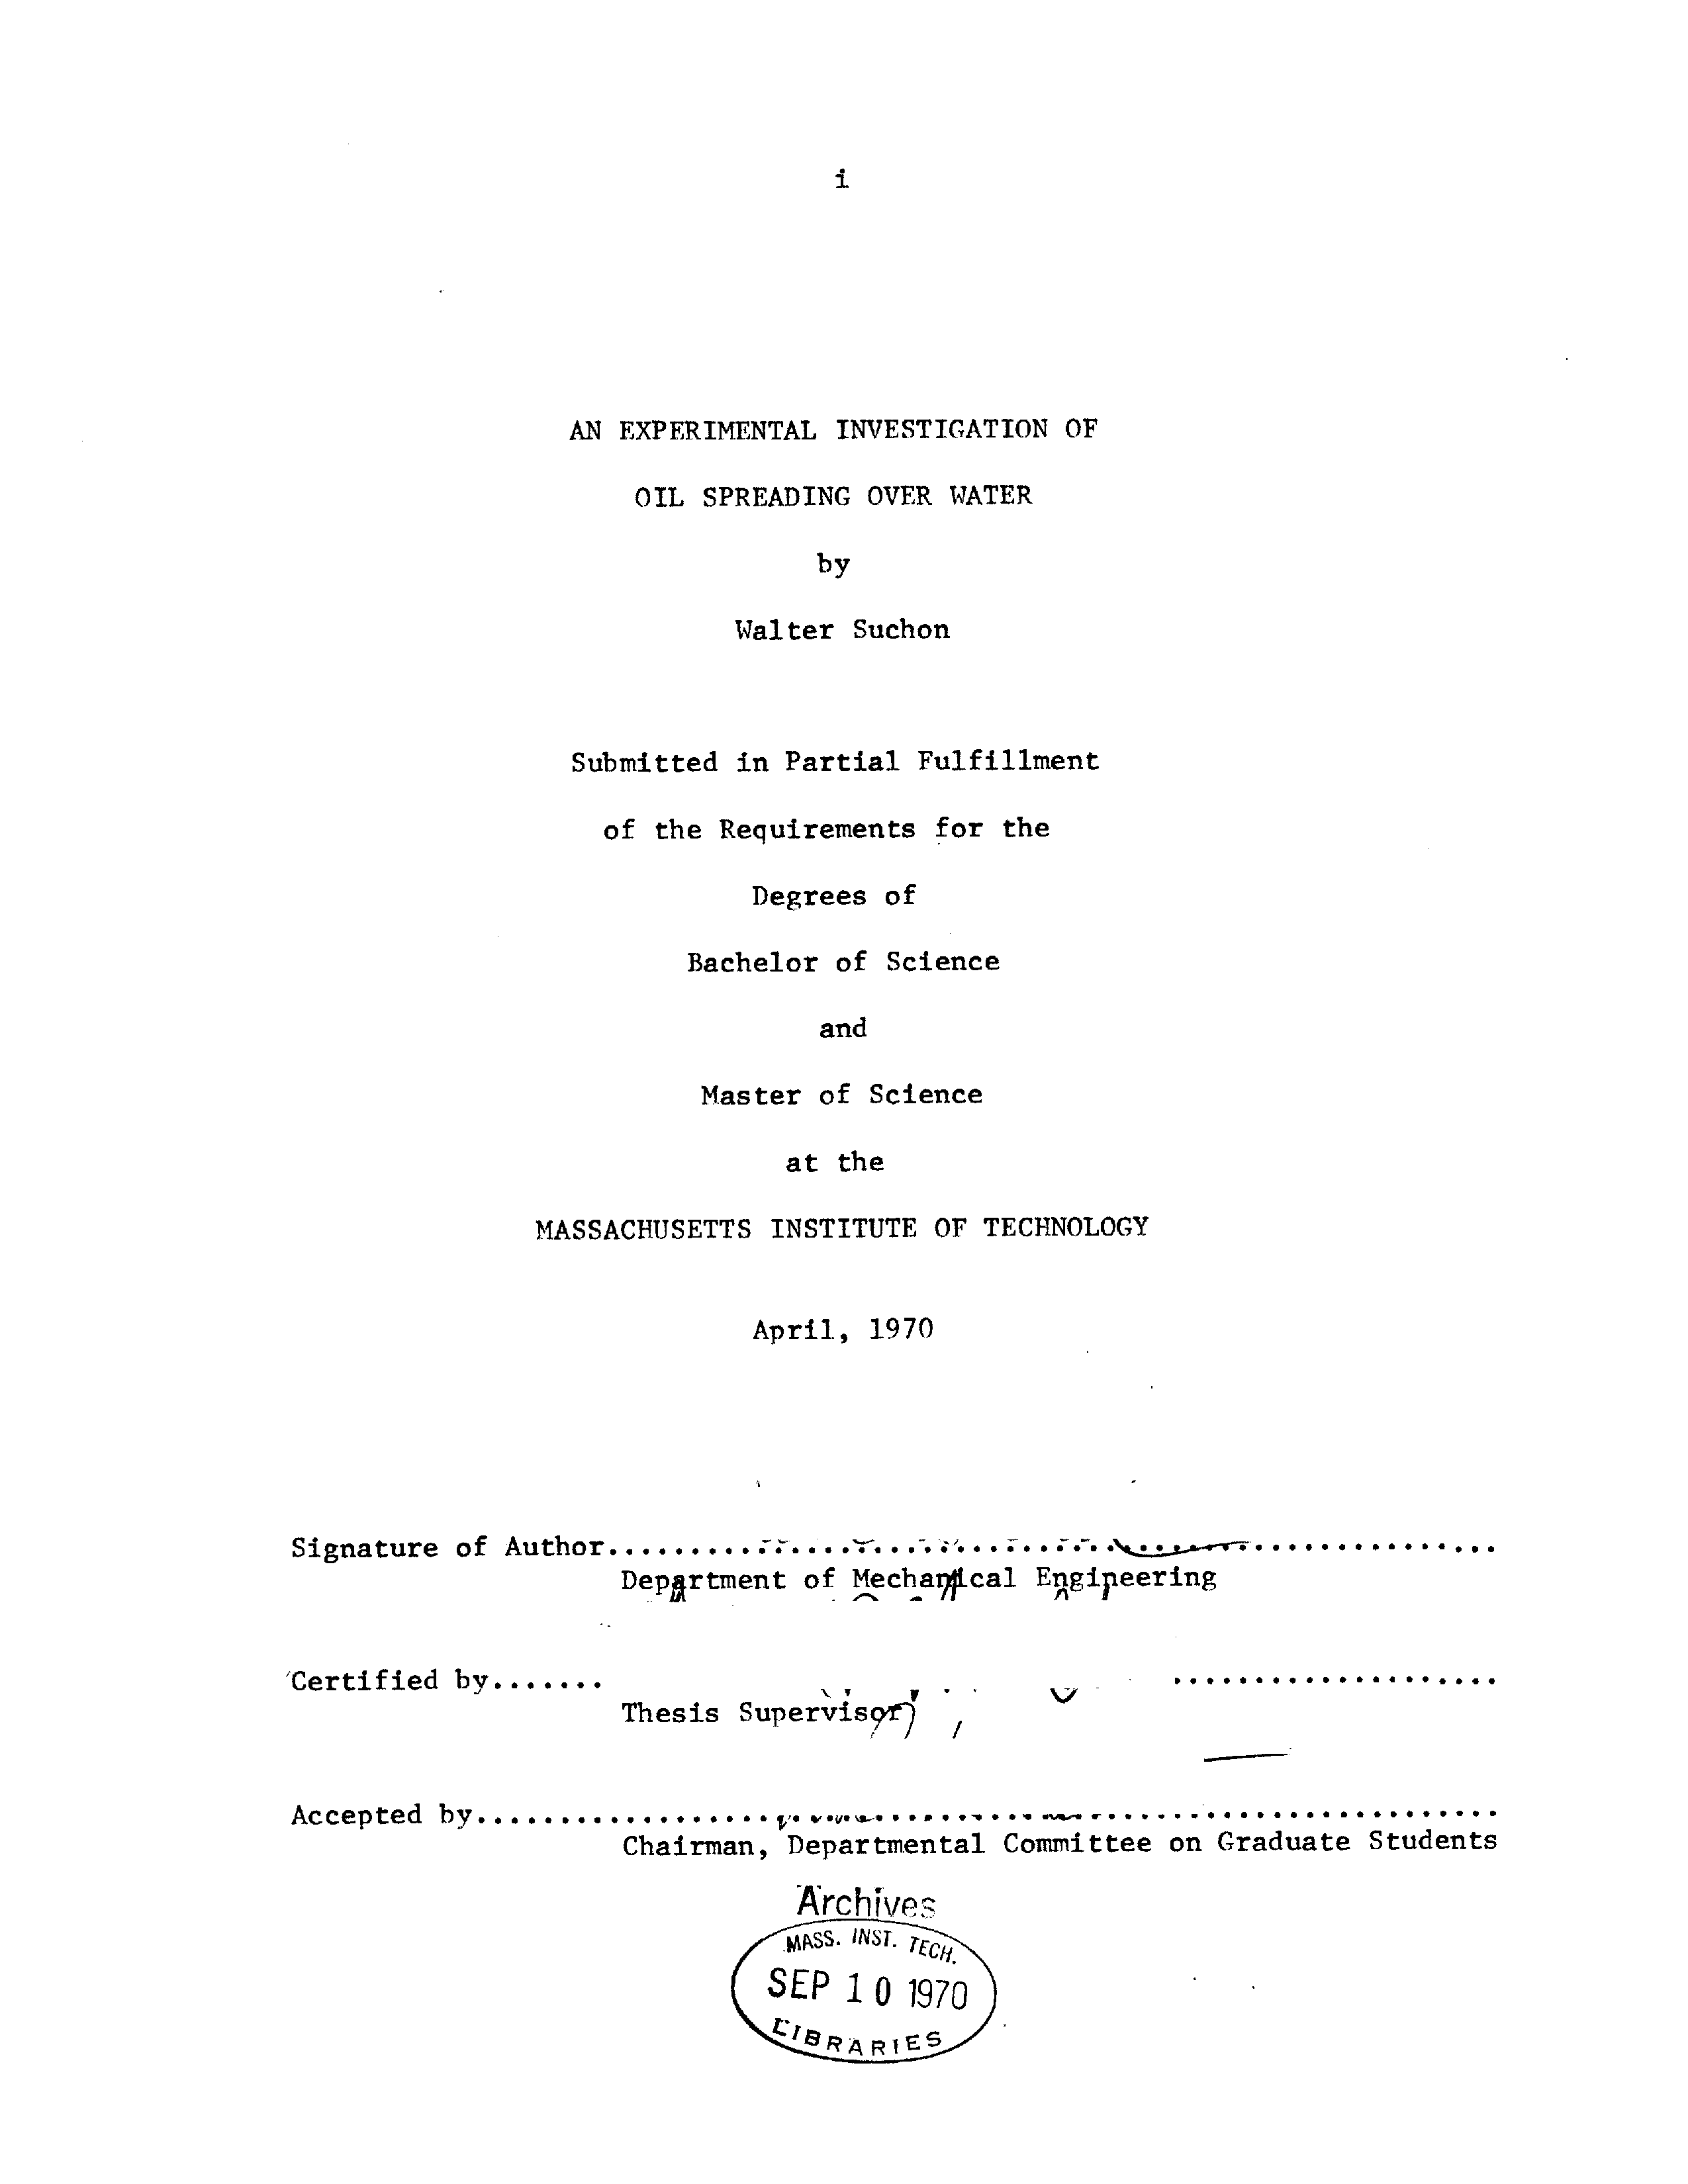 i
AN EXPERIMENTAL INVESTIGATION OF
OIL SPREADING OVER WATER
by
Walter Suchon
Submitted in Partial Fulfillment
of the Requirements for the
Degrees of
Bachelor of Science
and
Master of Science
at the
MASSACHUSETTS INSTITUTE OF TECHNOLOGY
April, 1970
Signature of Author......................................................
Department of Mechanical Engineering
Certified by....... ....................
Thesis Supervisor
Accepted by..............................................................
Chairman, Departmental Committee on Graduate Students
Archives
MASS. INST. TECH.
SEP 10 1970
LIBRARIES